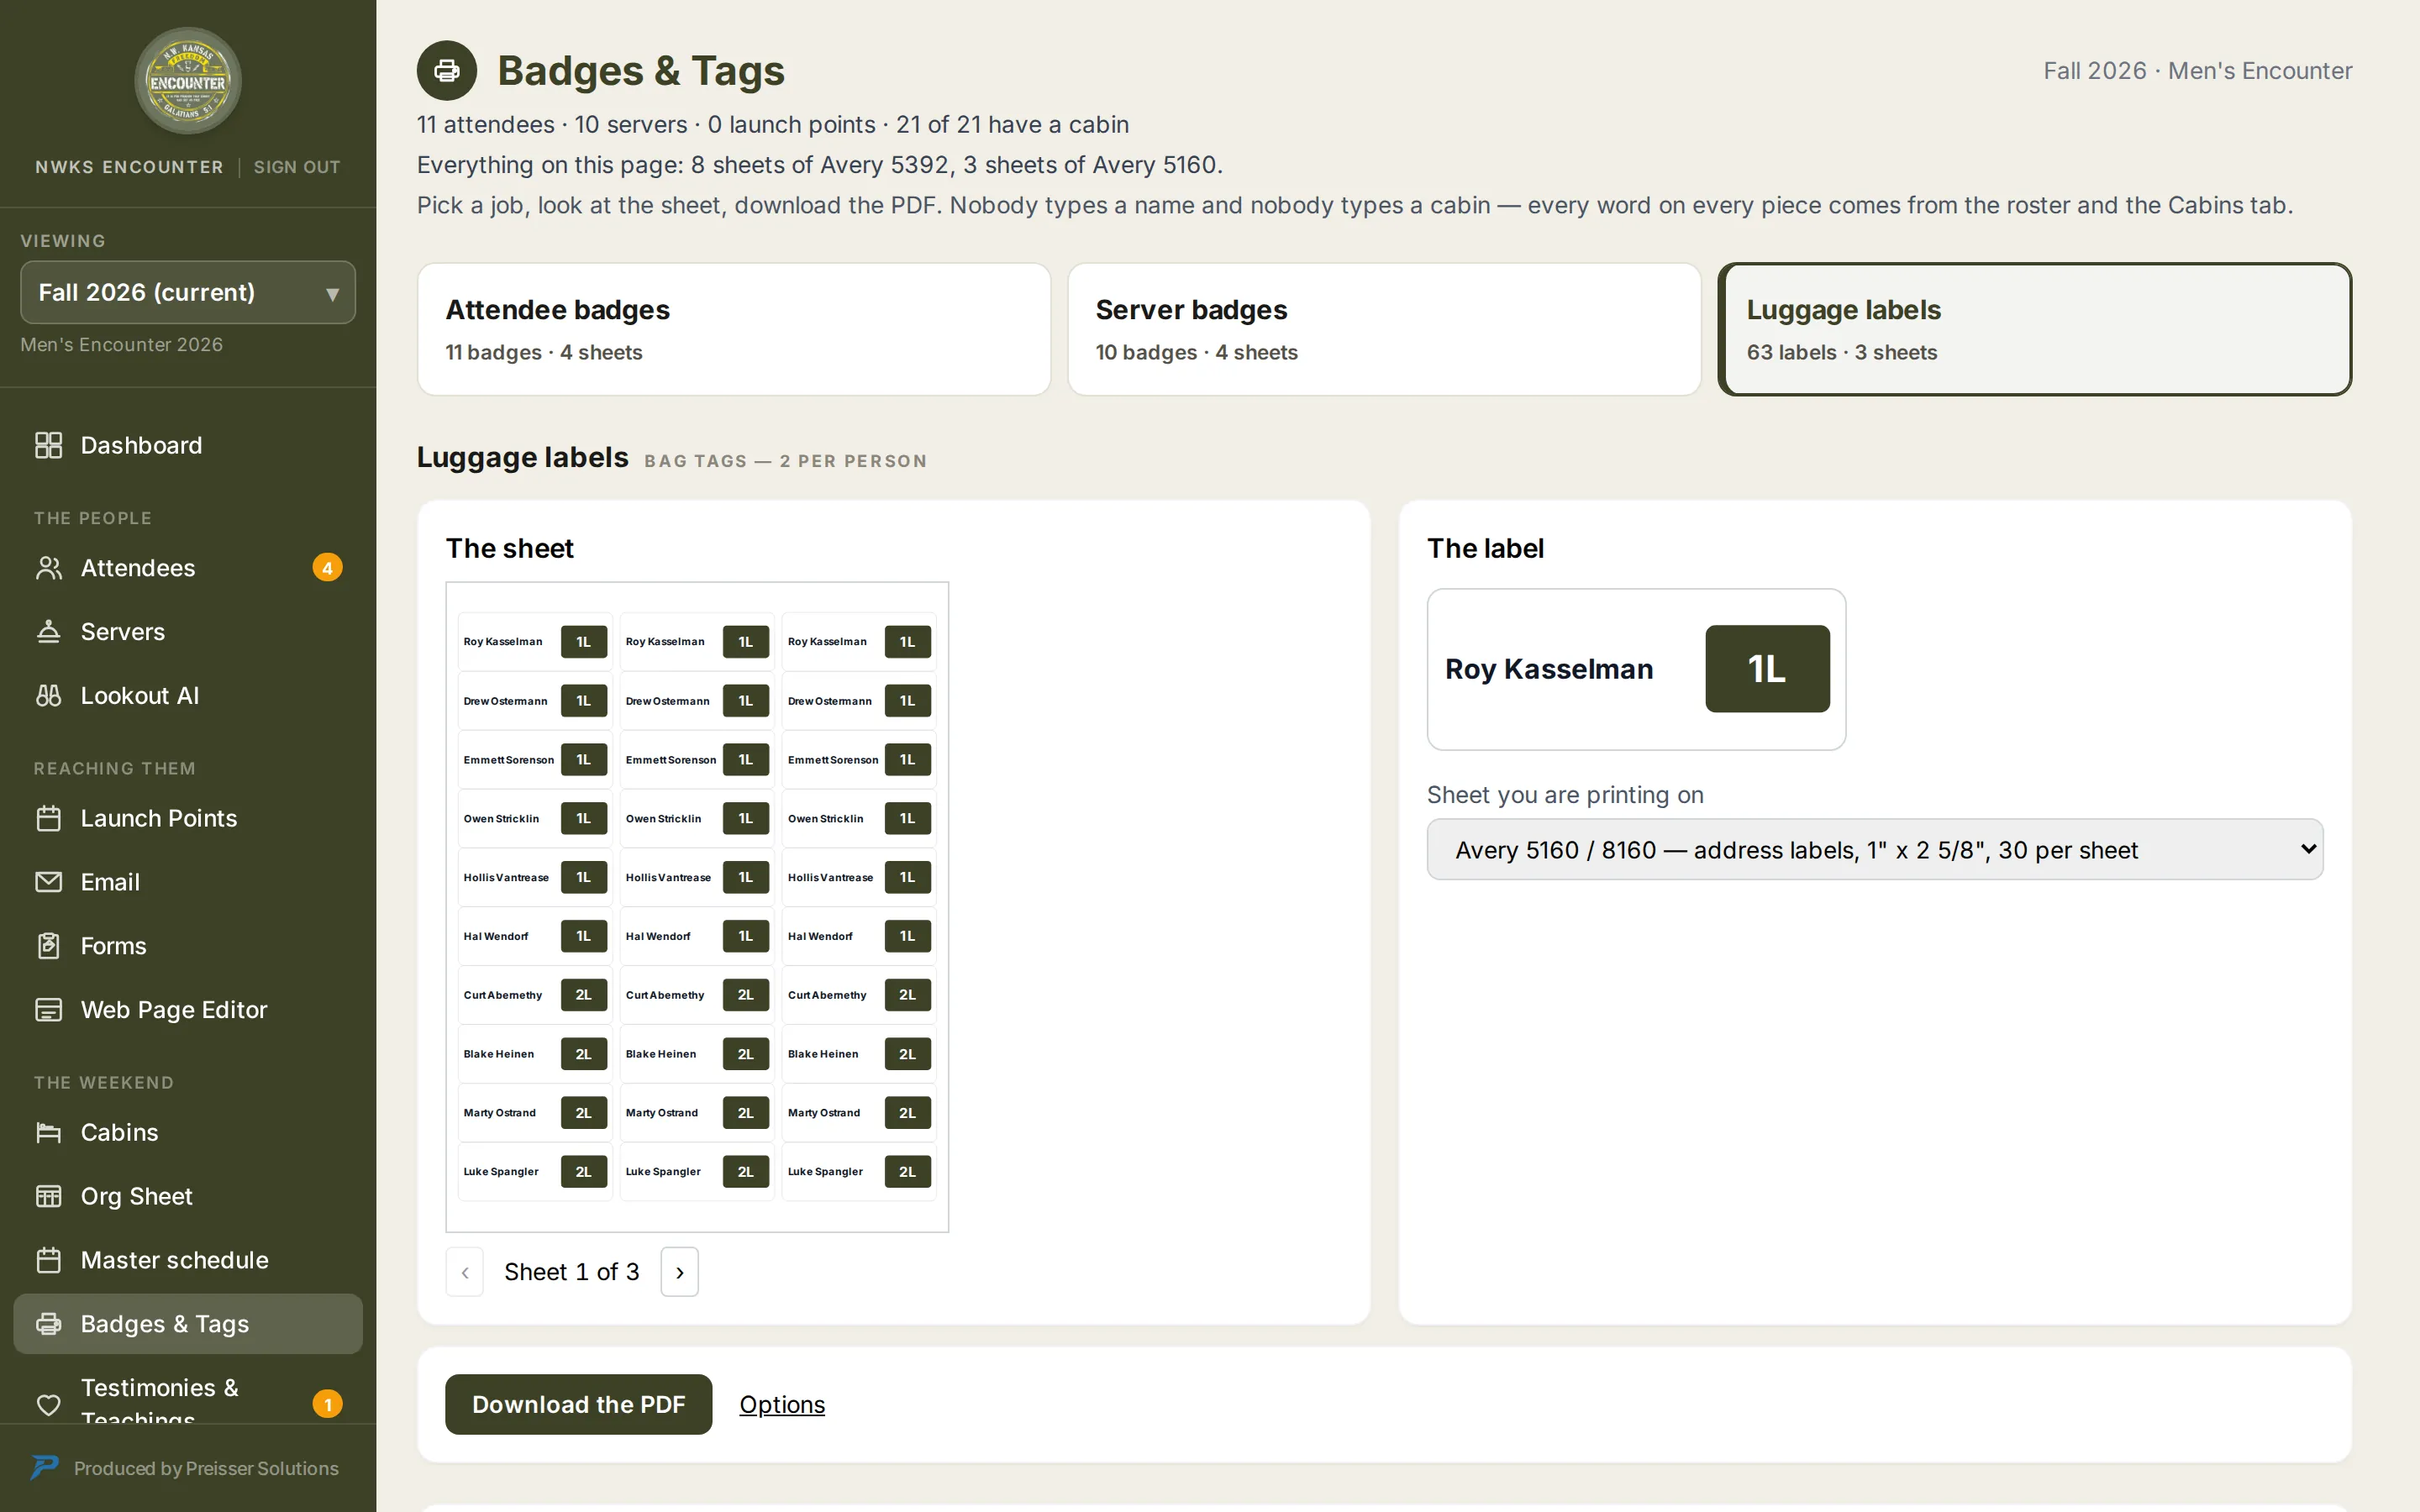 N.W. KANSAS
FREEDOM
ENCOUNTER
GALATIANS 5:1
NWKS ENCOUNTER | SIGN OUT
VIEWING
Fall 2026 (current)
Men's Encounter 2026
Dashboard
THE PEOPLE
Attendees 4
Servers
Lookout AI
REACHING THEM
Launch Points
Email
Forms
Web Page Editor
THE WEEKEND
Cabins
Org Sheet
Master schedule
Badges & Tags
Testimonies & 1
Teachings
Produced by Preisser Solutions
Badges & Tags
Fall 2026 · Men's Encounter
11 attendees · 10 servers · 0 launch points · 21 of 21 have a cabin
Everything on this page: 8 sheets of Avery 5392, 3 sheets of Avery 5160.
Pick a job, look at the sheet, download the PDF. Nobody types a name and nobody types a cabin — every word on every piece comes from the roster and the Cabins tab.
Attendee badges
11 badges · 4 sheets
Server badges
10 badges · 4 sheets
Luggage labels
63 labels · 3 sheets
Luggage labels BAG TAGS — 2 PER PERSON
The sheet
Roy Kasselman 1L Roy Kasselman 1L Roy Kasselman 1L
Drew Ostermann 1L Drew Ostermann 1L Drew Ostermann 1L
Emmett Sorenson 1L Emmett Sorenson 1L Emmett Sorenson 1L
Owen Stricklin 1L Owen Stricklin 1L Owen Stricklin 1L
Hollis Vantrease 1L Hollis Vantrease 1L Hollis Vantrease 1L
Hal Wendorf 1L Hal Wendorf 1L Hal Wendorf 1L
Curt Abernethy 2L Curt Abernethy 2L Curt Abernethy 2L
Blake Heinen 2L Blake Heinen 2L Blake Heinen 2L
Marty Ostrand 2L Marty Ostrand 2L Marty Ostrand 2L
Luke Spangler 2L Luke Spangler 2L Luke Spangler 2L
‹ Sheet 1 of 3 ›
The label
Roy Kasselman 1L
Sheet you are printing on
Avery 5160 / 8160 — address labels, 1" x 2 5/8", 30 per sheet
Download the PDF Options